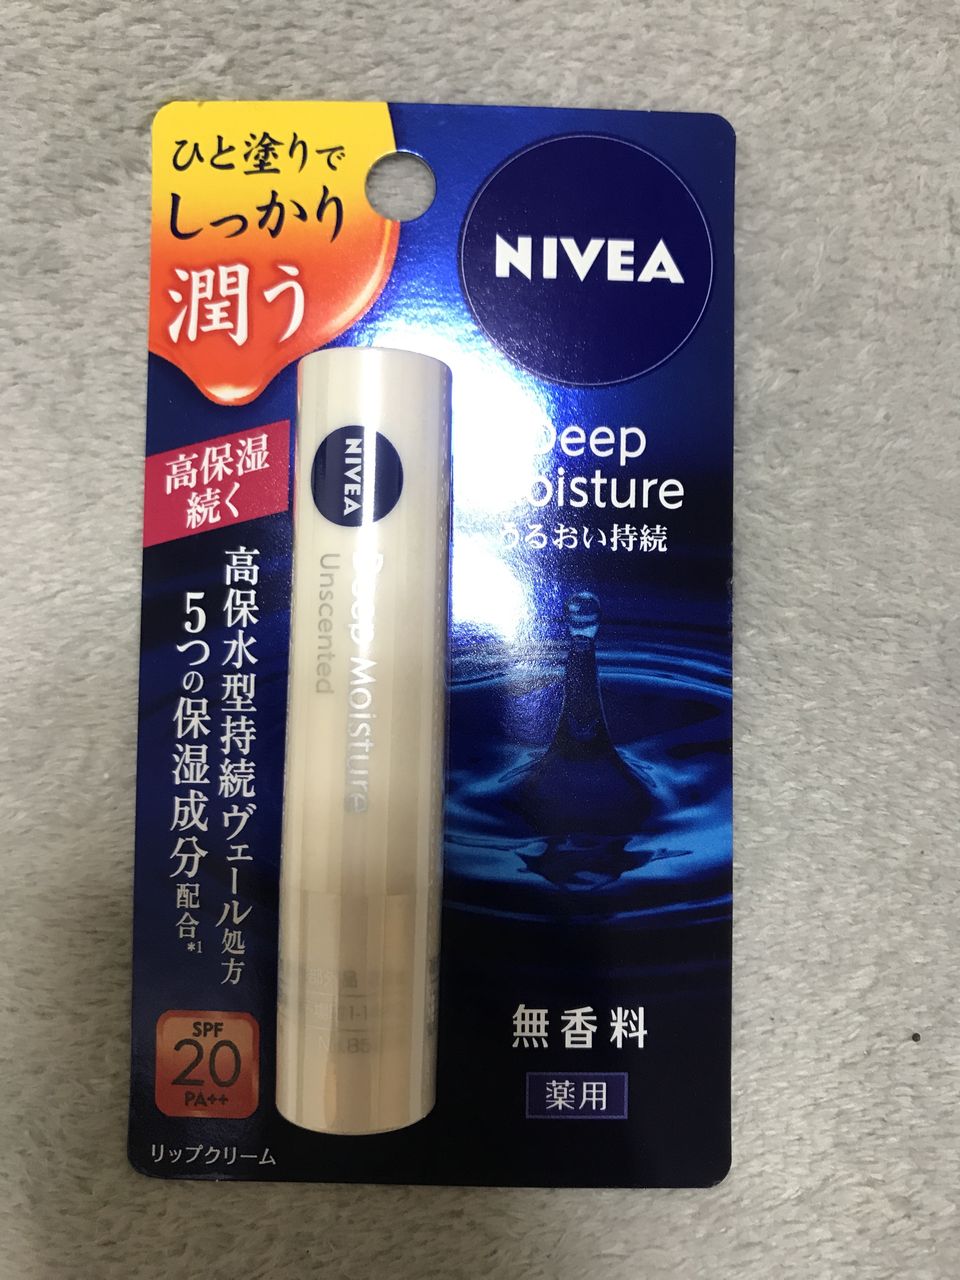 ひと塗りで
しっかり
潤う
NIVEA
高保湿
続く
高保水型持続ヴェール処方
5つの保湿成分配合*1
NIVEA
Deep Moisture
Unscented
Deep
Moisture
うるおい持続
無香料
薬用
SPF
20
PA++
リップクリーム